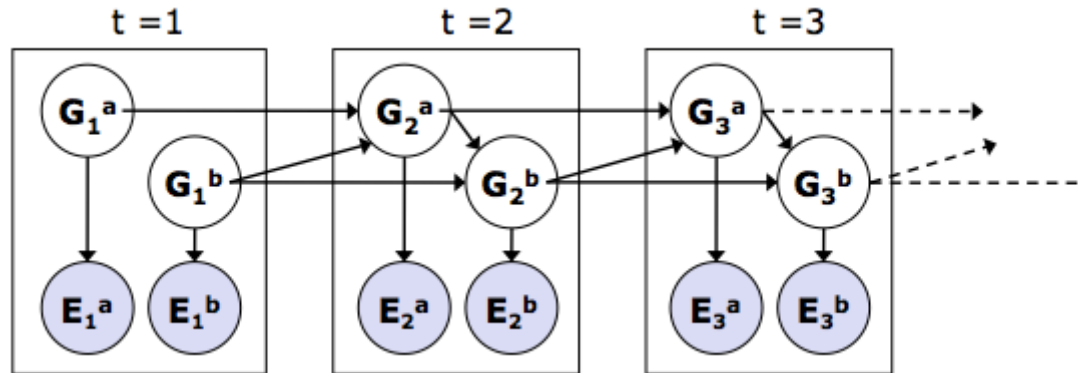 t =1 t =2 t =3
G₁ᵃ G₂ᵃ G₃ᵃ
G₁ᵇ G₂ᵇ G₃ᵇ
E₁ᵃ E₁ᵇ E₂ᵃ E₂ᵇ E₃ᵃ E₃ᵇ